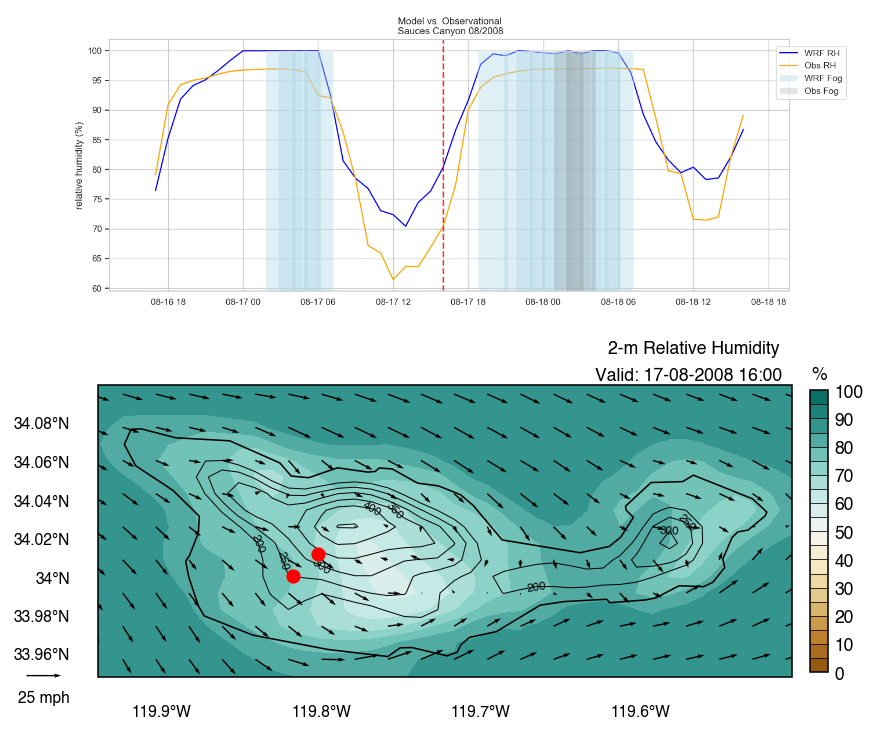 Model vs. Observational
Sauces Canyon 08/2008
relative humidity (%)
100
95
90
85
80
75
70
65
60
08-16 18
08-17 00
08-17 06
08-17 12
08-17 18
08-18 00
08-18 06
08-18 12
08-18 18
WRF RH
Obs RH
WRF Fog
Obs Fog
2-m Relative Humidity
Valid: 17-08-2008 16:00
%
34.08°N
34.06°N
34.04°N
34.02°N
34°N
33.98°N
33.96°N
25 mph
119.9°W
119.8°W
119.7°W
119.6°W
400
200
200
300
250
100
90
80
70
60
50
40
30
20
10
0